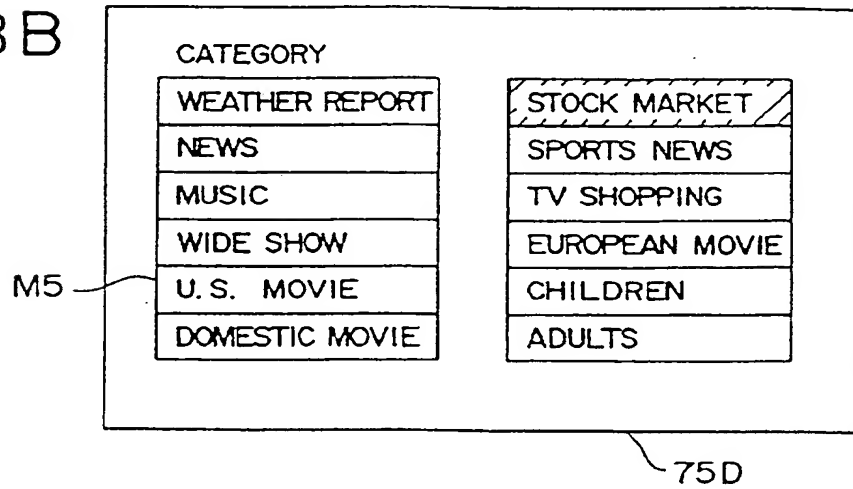 3B
CATEGORY
WEATHER REPORT
NEWS
MUSIC
WIDE SHOW
U.S. MOVIE
DOMESTIC MOVIE
STOCK MARKET
SPORTS NEWS
TV SHOPPING
EUROPEAN MOVIE
CHILDREN
ADULTS
M5
75D